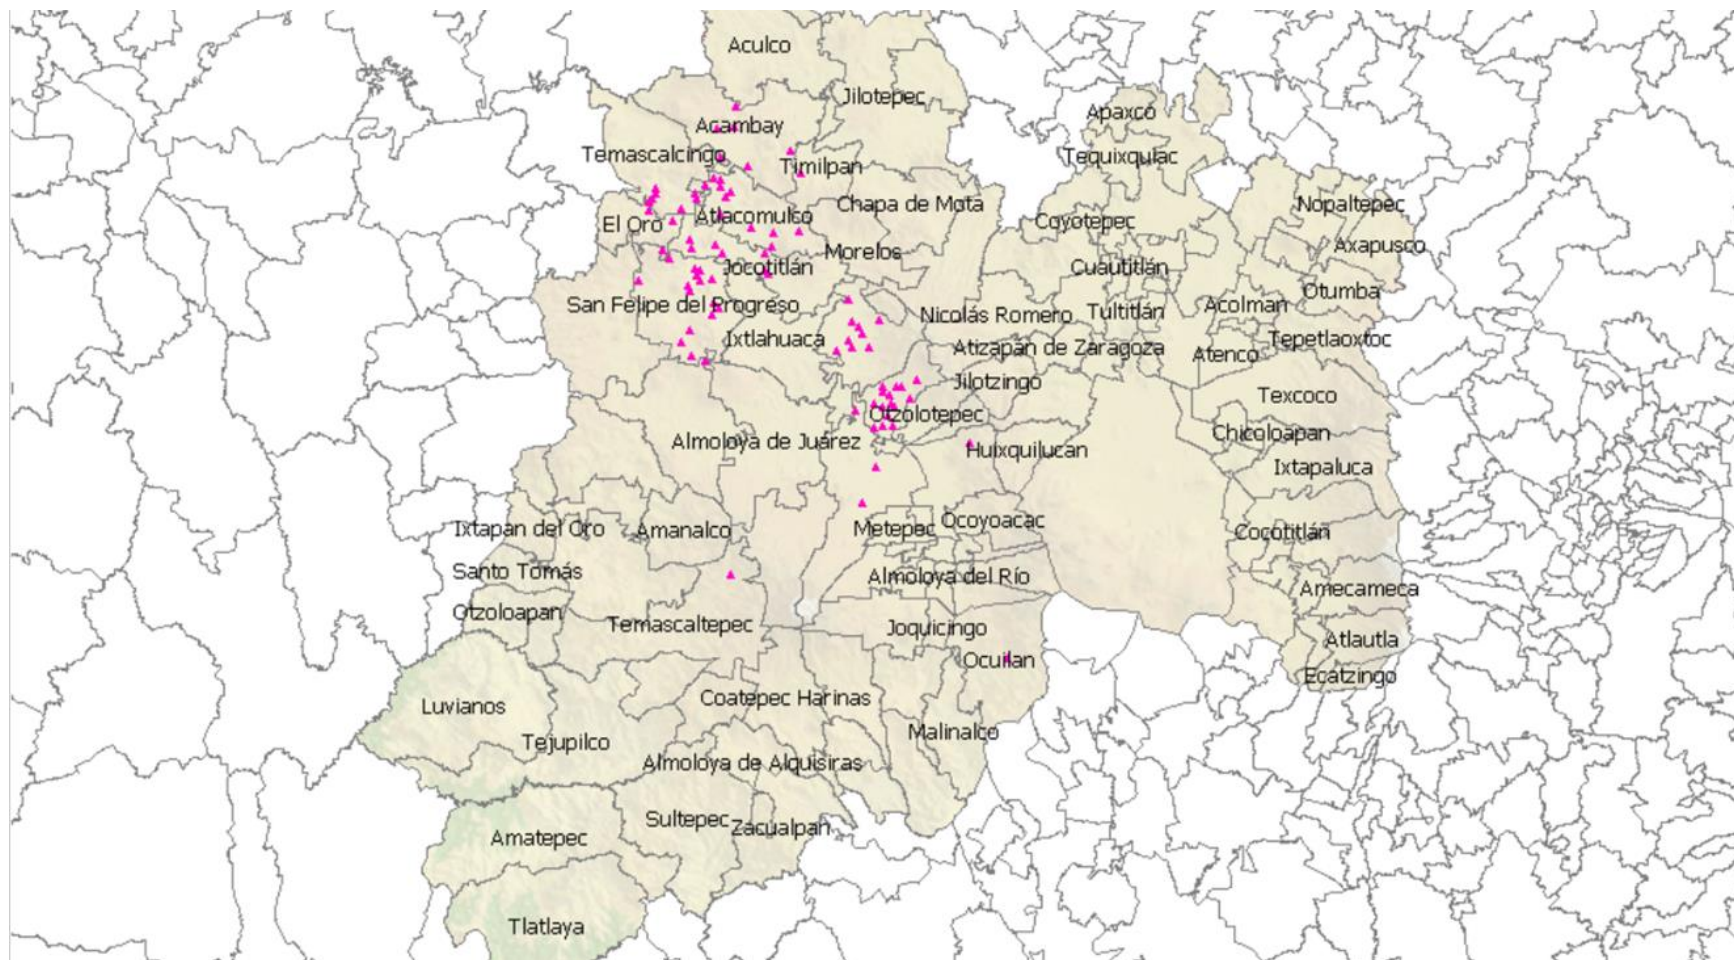 Aculco
Jilotepec
Apaxco
Acambay
Temascalcingo
Timilpan
Tequixquiac
Chapa de Mota
Nopaltepec
El Oro
Atlacomulco
Coyotepec
Axapusco
Morelos
Jocotitlán
Cuautitlán
Otumba
San Felipe del Progreso
Nicolás Romero
Tultitlán
Acolman
Ixtlahuaca
Atizapán de Zaragoza
Atenco
Tepetlaoxtoc
Jilotzingo
Texcoco
Otzolotepec
Chicoloapan
Almoloya de Juárez
Huixquilucan
Ixtapaluca
Ixtapan del Oro
Amanalco
Metepec
Ocoyoacac
Cocotitlán
Santo Tomás
Almoloya del Río
Amecameca
Otzoloapan
Temascaltepec
Joquicingo
Atlautla
Ocuilan
Ecatzingo
Luvianos
Coatepec Harinas
Malinalco
Tejupilco
Almoloya de Alquisiras
Sultepec
Zacualpan
Amatepec
Tlatlaya